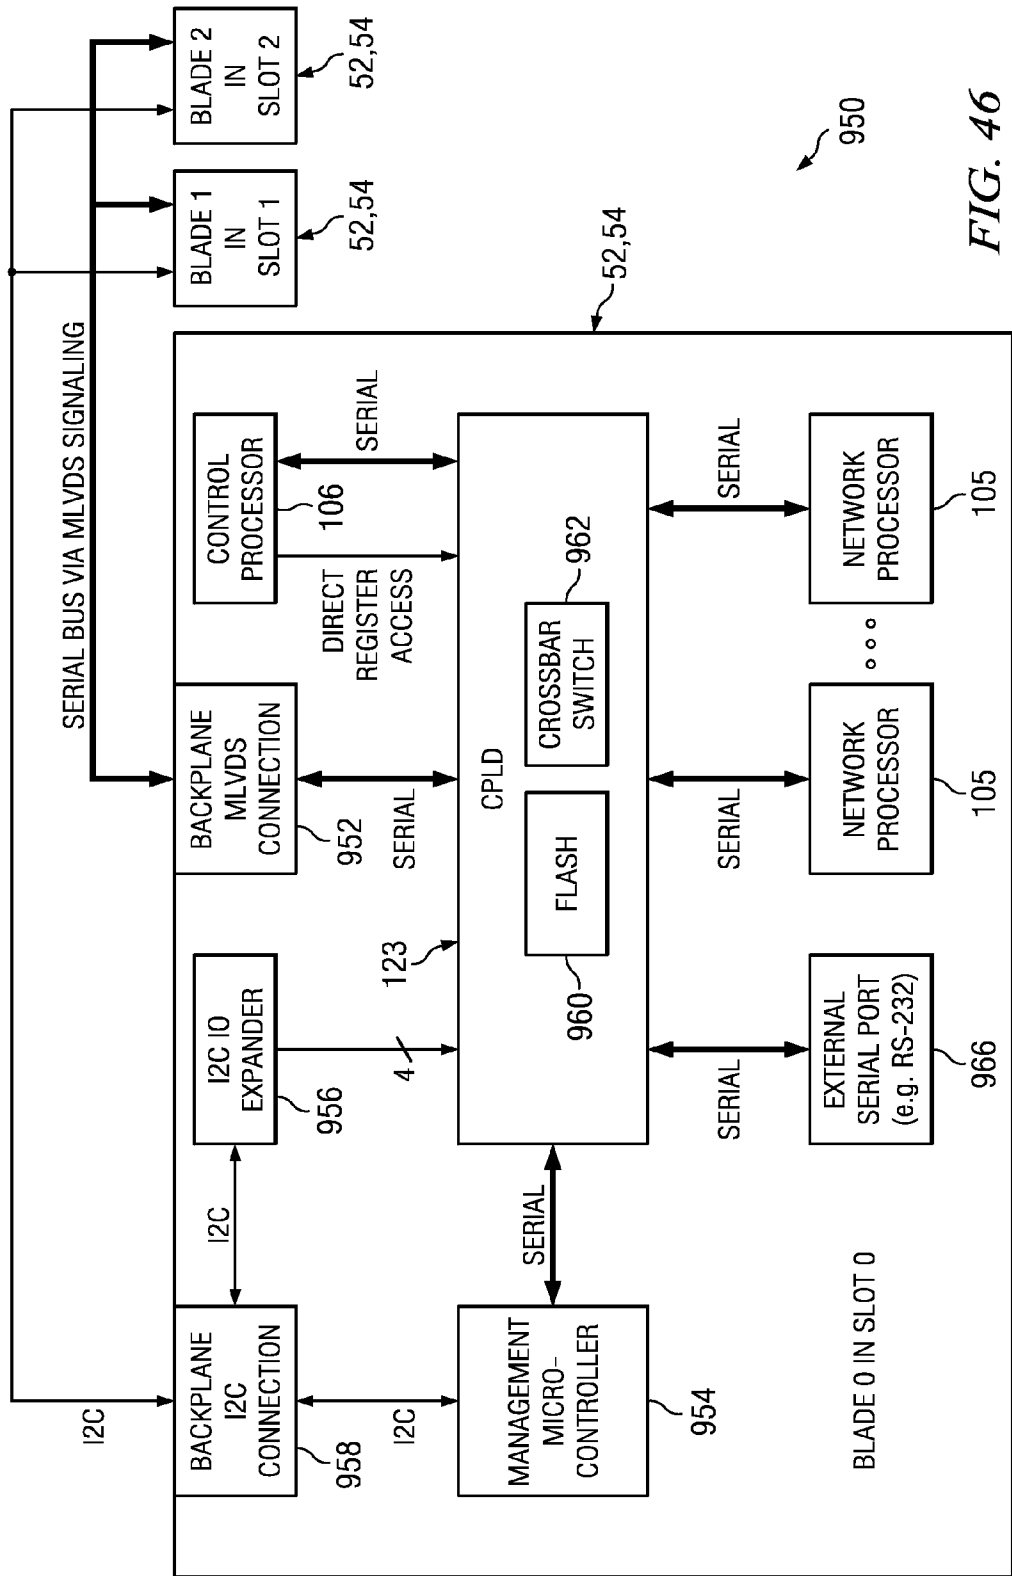 SERIAL BUS VIA MLVDS SIGNALING
I2C
BACKPLANE
I2C
CONNECTION
958
I2C
I2C IO
EXPANDER
956
BACKPLANE
MLVDS
CONNECTION
952
CONTROL
PROCESSOR
106
BLADE 1
IN
SLOT 1
52,54
BLADE 2
IN
SLOT 2
52,54
I2C
4
123
SERIAL
DIRECT
REGISTER
ACCESS
SERIAL
52,54
MANAGEMENT
MICRO-
CONTROLLER
954
SERIAL
CPLD
FLASH
960
CROSSBAR
SWITCH
962
SERIAL
SERIAL
SERIAL
EXTERNAL
SERIAL PORT
(e.g. RS-232)
966
NETWORK
PROCESSOR
105
NETWORK
PROCESSOR
105
BLADE 0 IN SLOT 0
950
FIG. 46